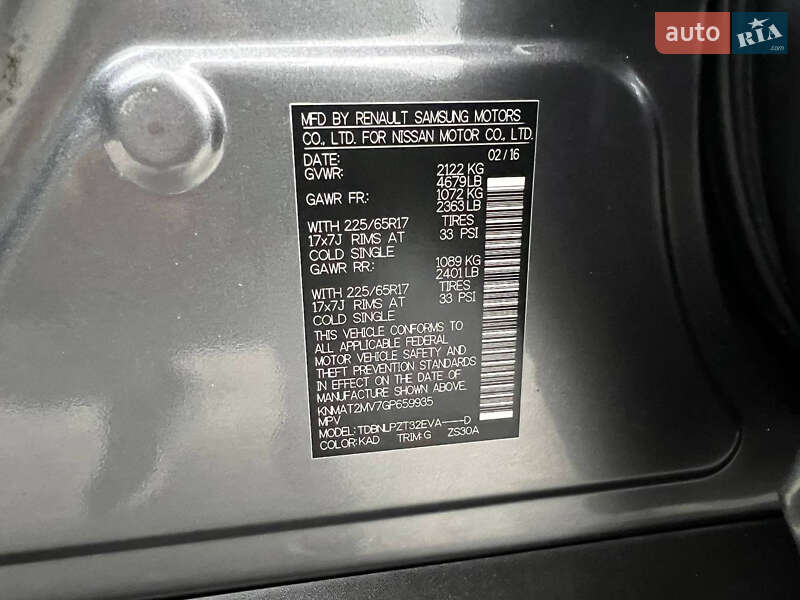 auto RIA .com
MFD BY RENAULT SAMSUNG MOTORS
CO., LTD. FOR NISSAN MOTOR CO., LTD.
DATE: 02/16
GVWR: 2122 KG
4679LB
GAWR FR: 1072 KG
2363 LB
WITH 225/65R17 TIRES
17x7J RIMS AT 33 PSI
COLD SINGLE
GAWR RR: 1089 KG
2401 LB
WITH 225/65R17 TIRES
17x7J RIMS AT 33 PSI
COLD SINGLE
THIS VEHICLE CONFORMS TO
ALL APPLICABLE FEDERAL
MOTOR VEHICLE SAFETY AND
THEFT PREVENTION STANDARDS
IN EFFECT ON THE DATE OF
MANUFACTURE SHOWN ABOVE.
KNMAT2MV7GP659935
MPV
MODEL: TDBNLPZT32EVA----D
COLOR: KAD TRIM: G ZS30A